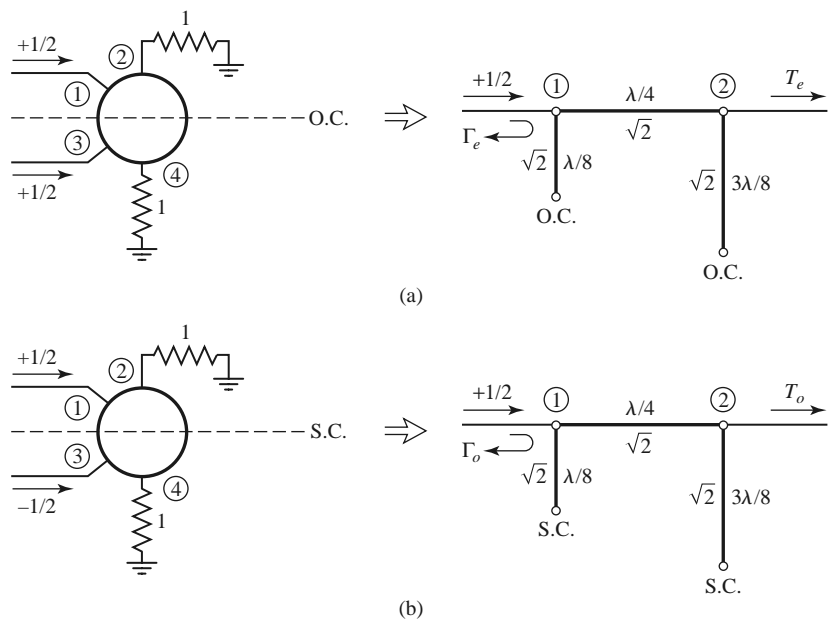 1
+1/2
②
①
O.C.
③
④
+1/2
1
+1/2
①
λ/4
②
T_e
Γ_e
√2
√2 λ/8
√2 3λ/8
O.C.
O.C.
(a)
1
+1/2
②
①
S.C.
③
④
−1/2
1
+1/2
①
λ/4
②
T_o
Γ_o
√2
√2 λ/8
√2 3λ/8
S.C.
S.C.
(b)